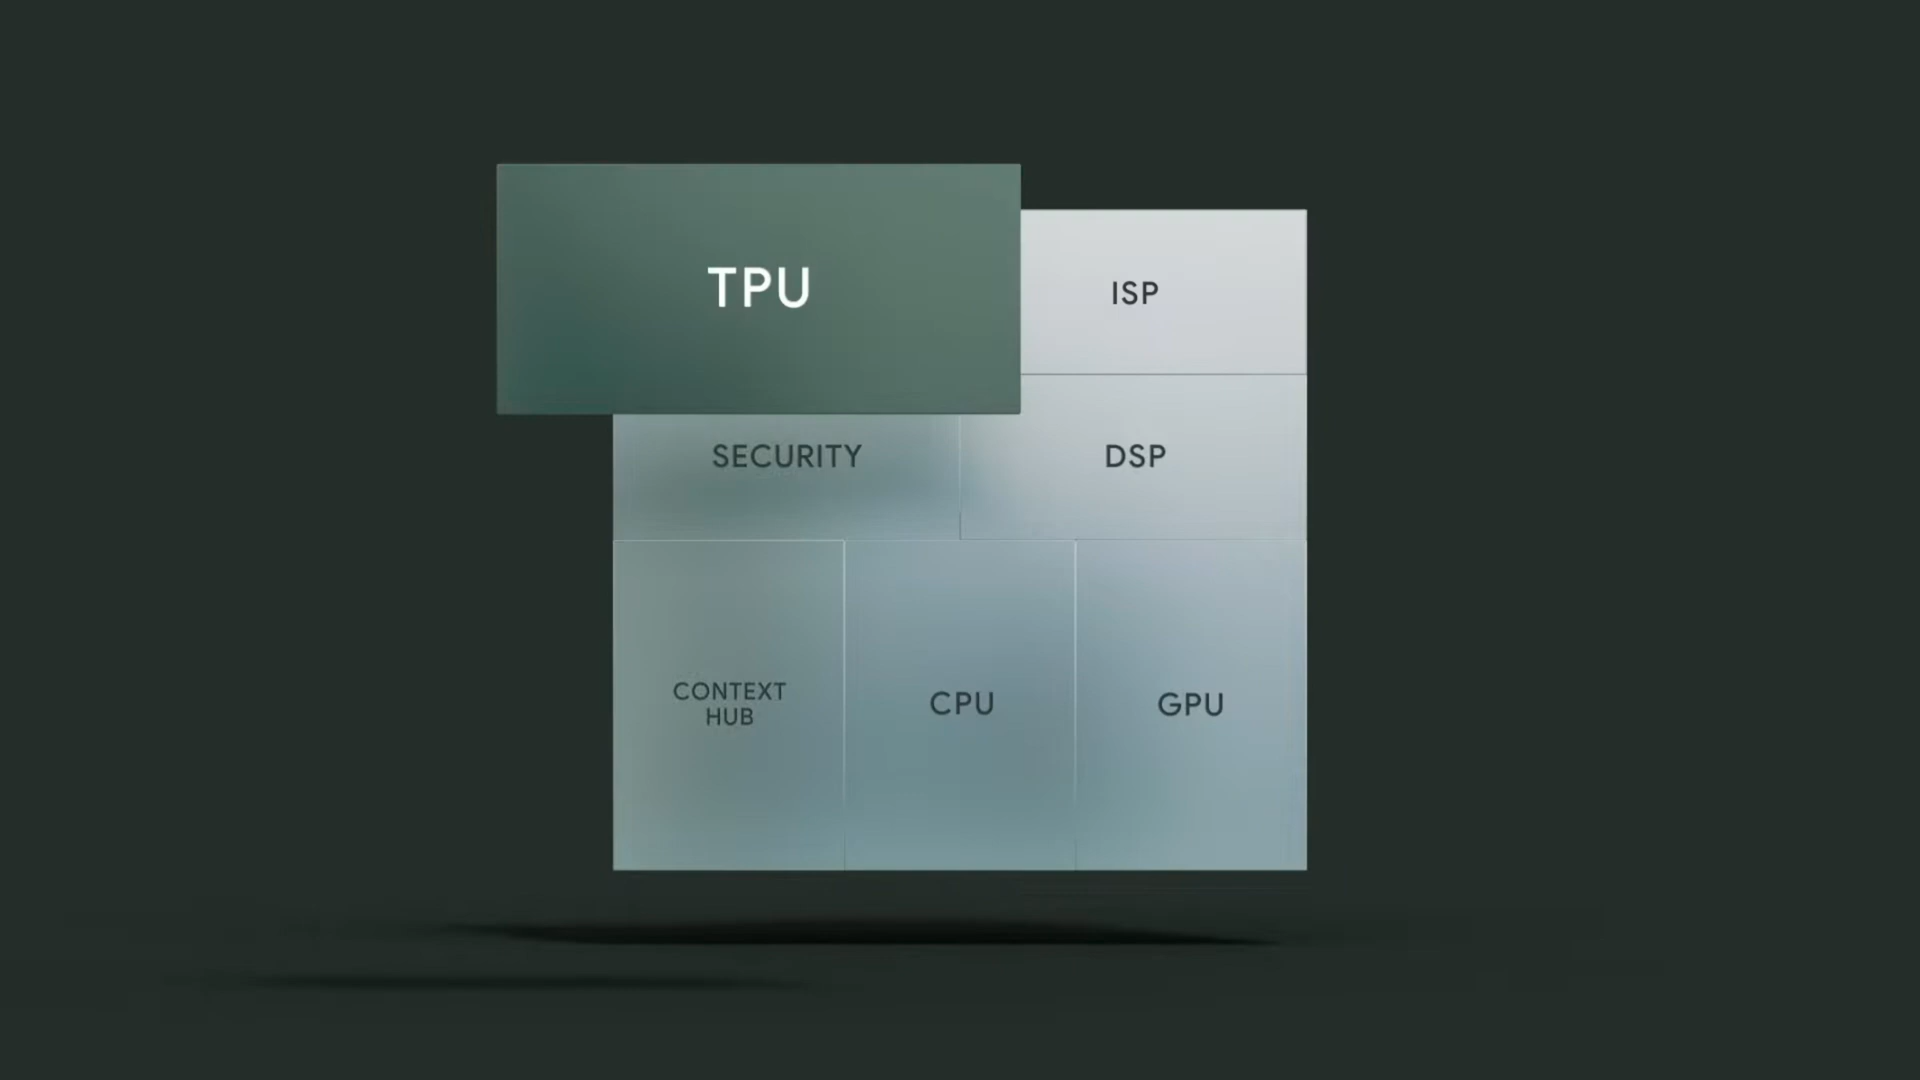 TPU
ISP
SECURITY
DSP
CONTEXT
HUB
CPU
GPU